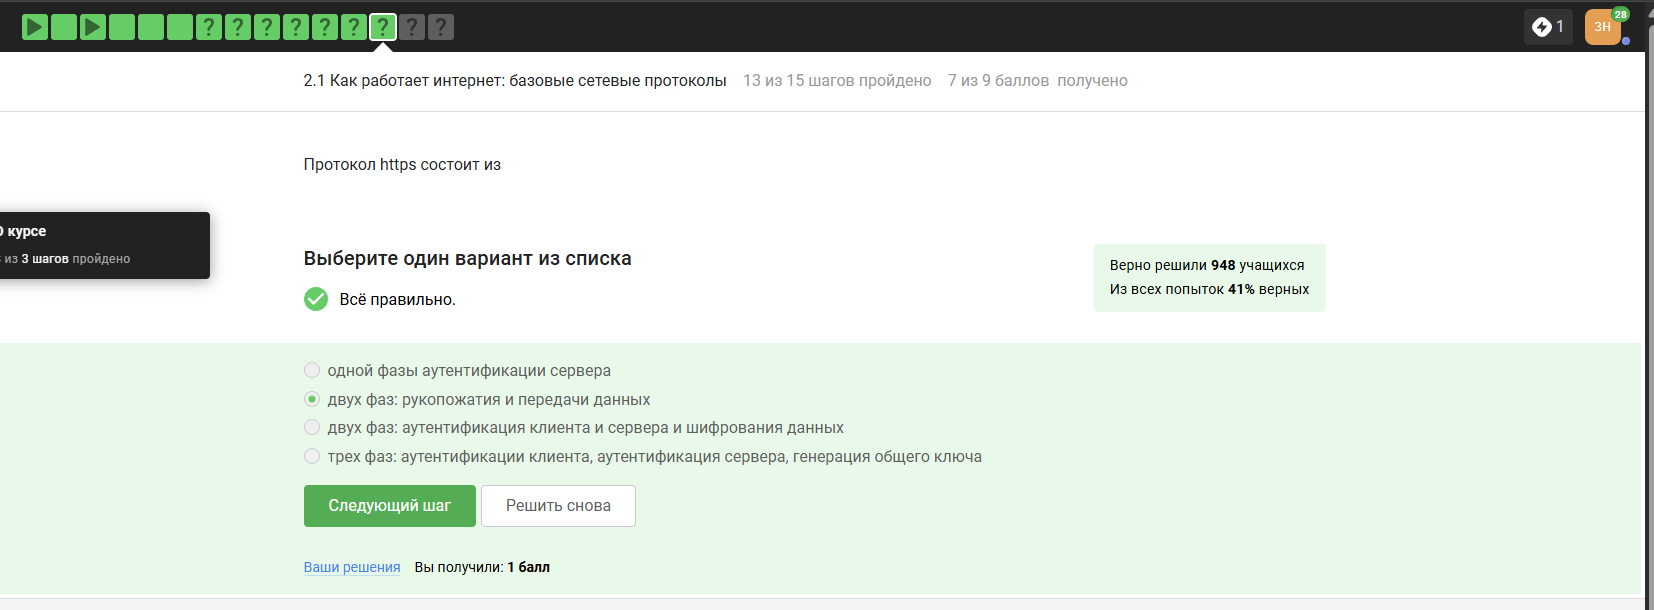 ? ? ? ? ? ? ? ? ?
1
ЗН
28
2.1 Как работает интернет: базовые сетевые протоколы 13 из 15 шагов пройдено 7 из 9 баллов получено
Протокол https состоит из
О курсе
из 3 шагов пройдено
Выберите один вариант из списка
Всё правильно.
Верно решили 948 учащихся
Из всех попыток 41% верных
одной фазы аутентификации сервера
двух фаз: рукопожатия и передачи данных
двух фаз: аутентификация клиента и сервера и шифрования данных
трех фаз: аутентификации клиента, аутентификация сервера, генерация общего ключа
Следующий шаг
Решить снова
Ваши решения Вы получили: 1 балл